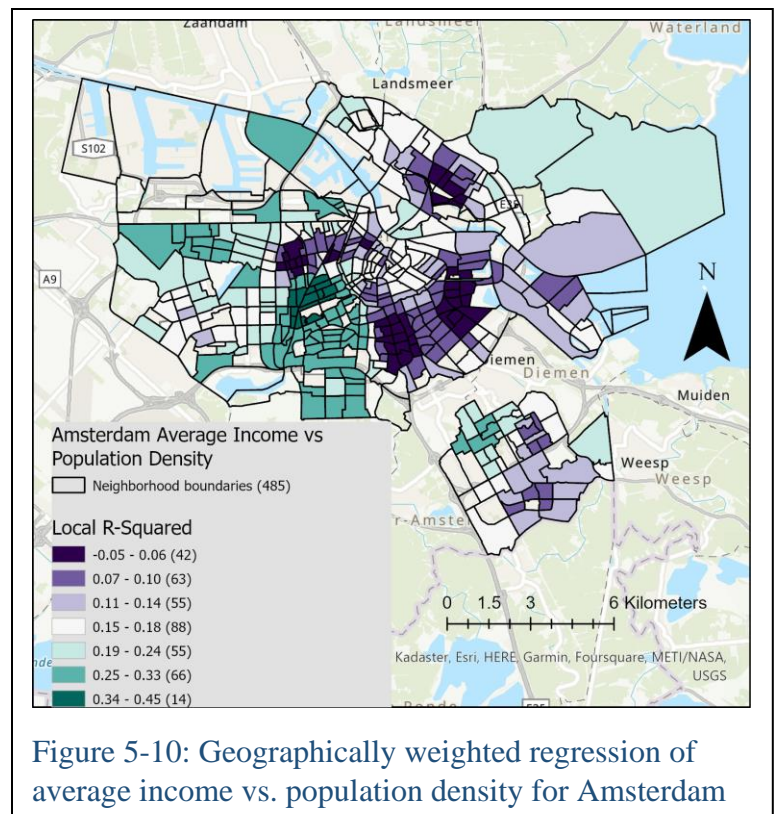 Zaandam
Landsmeer
Waterland
Landsmeer
S102
A9
N
Diemen
Muiden
Weesp
Weesp
Amsterdam Average Income vs
Population Density
Neighborhood boundaries (485)
Local R-Squared
-0.05 - 0.06 (42)
0.07 - 0.10 (63)
0.11 - 0.14 (55)
0.15 - 0.18 (88)
0.19 - 0.24 (55)
0.25 - 0.33 (66)
0.34 - 0.45 (14)
r-Amste
iemen
0 1.5 3 6 Kilometers
Kadaster, Esri, HERE, Garmin, Foursquare, METI/NASA,
USGS
Figure 5-10: Geographically weighted regression of
average income vs. population density for Amsterdam